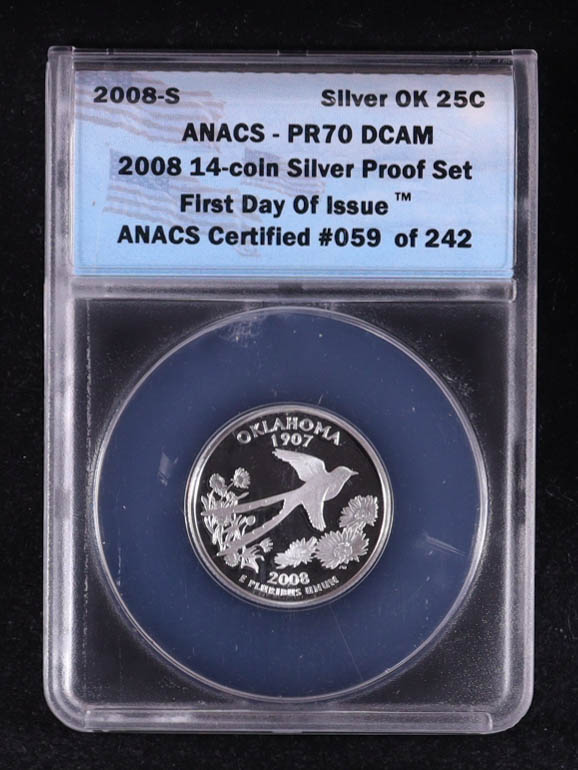 2008-S Silver OK 25C
ANACS - PR70 DCAM
2008 14-coin Silver Proof Set
First Day Of Issue™
ANACS Certified #059 of 242
OKLAHOMA
1907
2008
E PLURIBUS UNUM